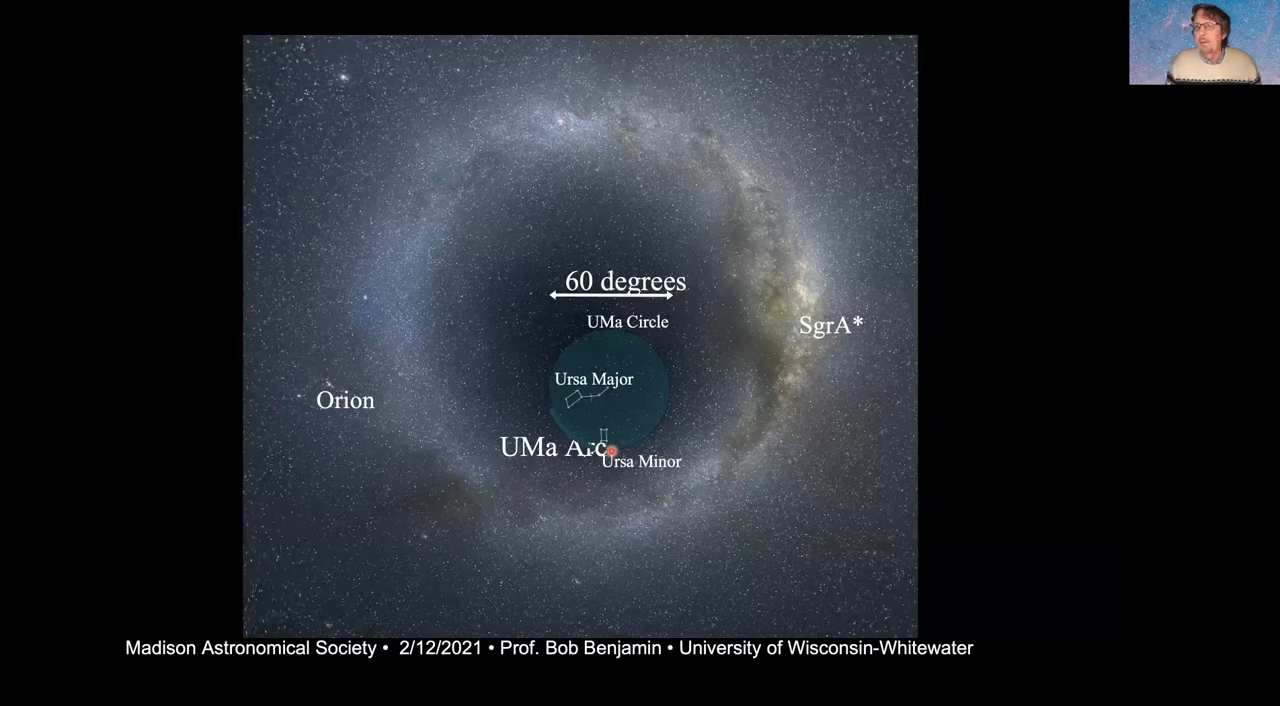 60 degrees
UMa Circle
SgrA*
Ursa Major
Orion
UMa Arc
Ursa Minor
Madison Astronomical Society • 2/12/2021 • Prof. Bob Benjamin • University of Wisconsin-Whitewater